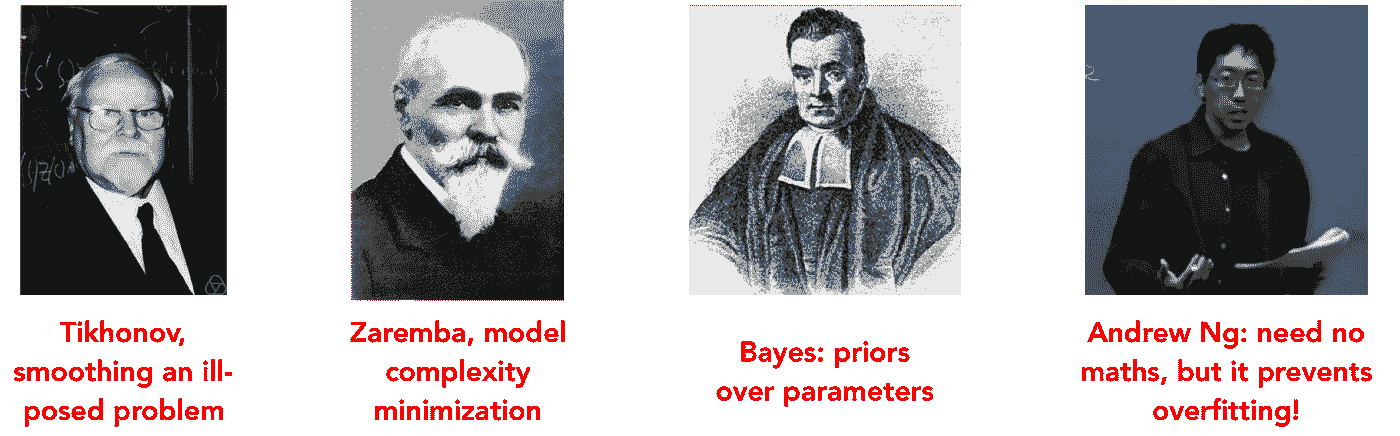 Tikhonov,
smoothing an ill-
posed problem
Zaremba, model
complexity
minimization
Bayes: priors
over parameters
Andrew Ng: need no
maths, but it prevents
overfitting!